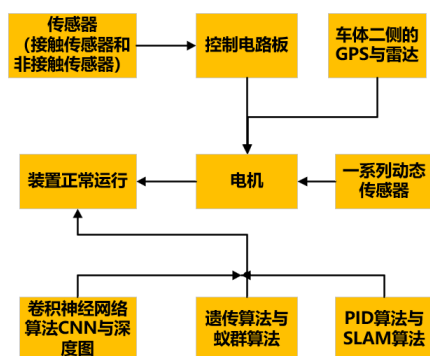 传感器
（接触传感器和
非接触传感器）
控制电路板
车体二侧的
GPS与雷达
装置正常运行
电机
一系列动态
传感器
卷积神经网络
算法CNN与深
度图
遗传算法与
蚁群算法
PID算法与
SLAM算法